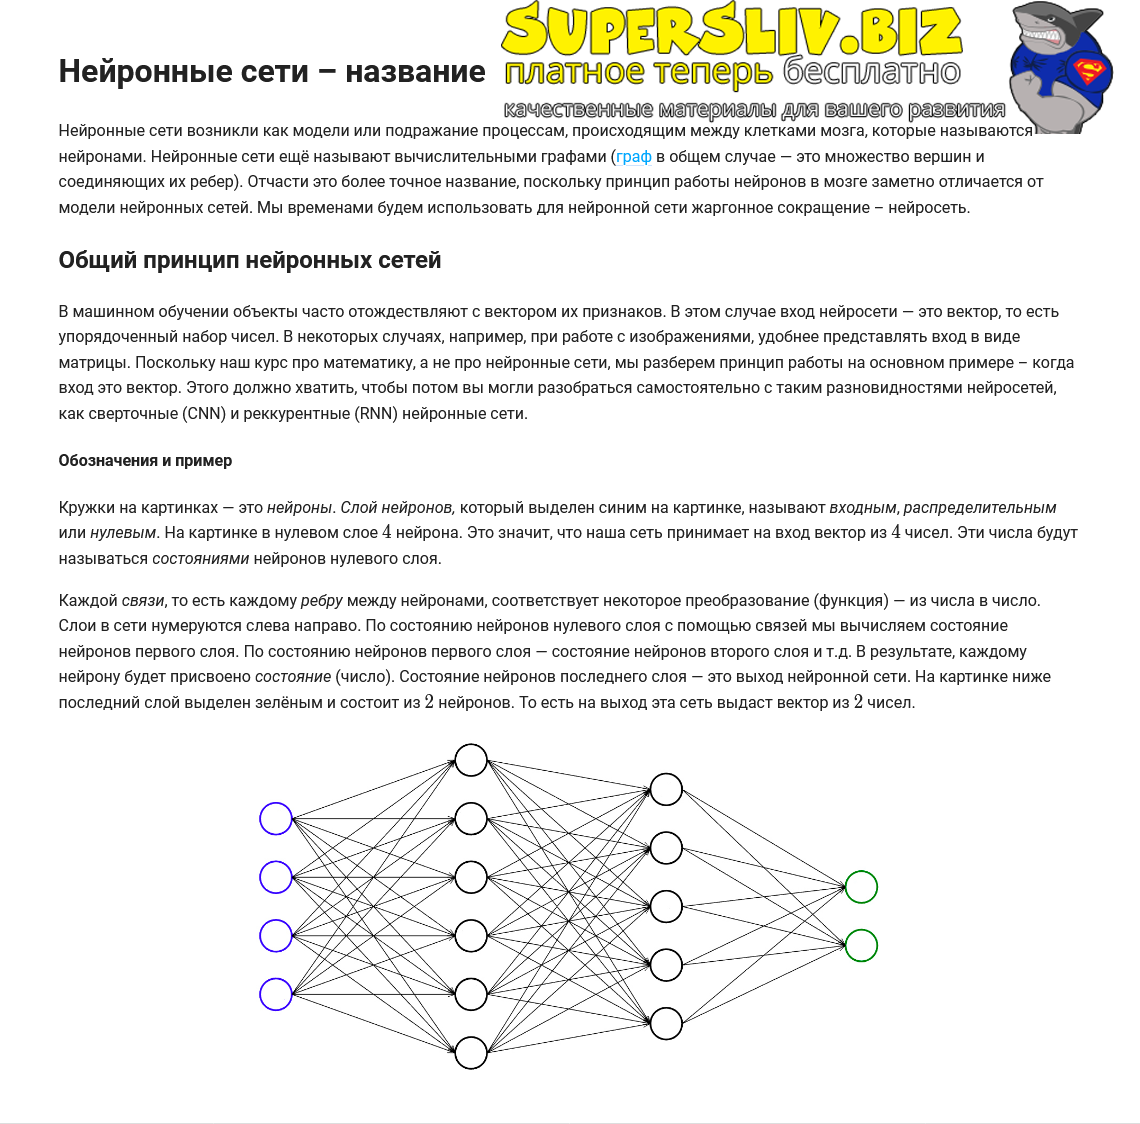 SUPERSLIV.BIZ
платное теперь бесплатно
Нейронные сети – название
качественные материалы для вашего развития
Нейронные сети возникли как модели или подражание процессам, происходящим между клетками мозга, которые называются
нейронами. Нейронные сети ещё называют вычислительными графами (граф в общем случае — это множество вершин и
соединяющих их ребер). Отчасти это более точное название, поскольку принцип работы нейронов в мозге заметно отличается от
модели нейронных сетей. Мы временами будем использовать для нейронной сети жаргонное сокращение – нейросеть.
Общий принцип нейронных сетей
В машинном обучении объекты часто отождествляют с вектором их признаков. В этом случае вход нейросети — это вектор, то есть
упорядоченный набор чисел. В некоторых случаях, например, при работе с изображениями, удобнее представлять вход в виде
матрицы. Поскольку наш курс про математику, а не про нейронные сети, мы разберем принцип работы на основном примере – когда
вход это вектор. Этого должно хватить, чтобы потом вы могли разобраться самостоятельно с таким разновидностями нейросетей,
как сверточные (CNN) и реккурентные (RNN) нейронные сети.
Обозначения и пример
Кружки на картинках — это нейроны. Слой нейронов, который выделен синим на картинке, называют входным, распределительным
или нулевым. На картинке в нулевом слое 4 нейрона. Это значит, что наша сеть принимает на вход вектор из 4 чисел. Эти числа будут
называться состояниями нейронов нулевого слоя.
Каждой связи, то есть каждому ребру между нейронами, соответствует некоторое преобразование (функция) — из числа в число.
Слои в сети нумеруются слева направо. По состоянию нейронов нулевого слоя с помощью связей мы вычисляем состояние
нейронов первого слоя. По состоянию нейронов первого слоя — состояние нейронов второго слоя и т.д. В результате, каждому
нейрону будет присвоено состояние (число). Состояние нейронов последнего слоя — это выход нейронной сети. На картинке ниже
последний слой выделен зелёным и состоит из 2 нейронов. То есть на выход эта сеть выдаст вектор из 2 чисел.